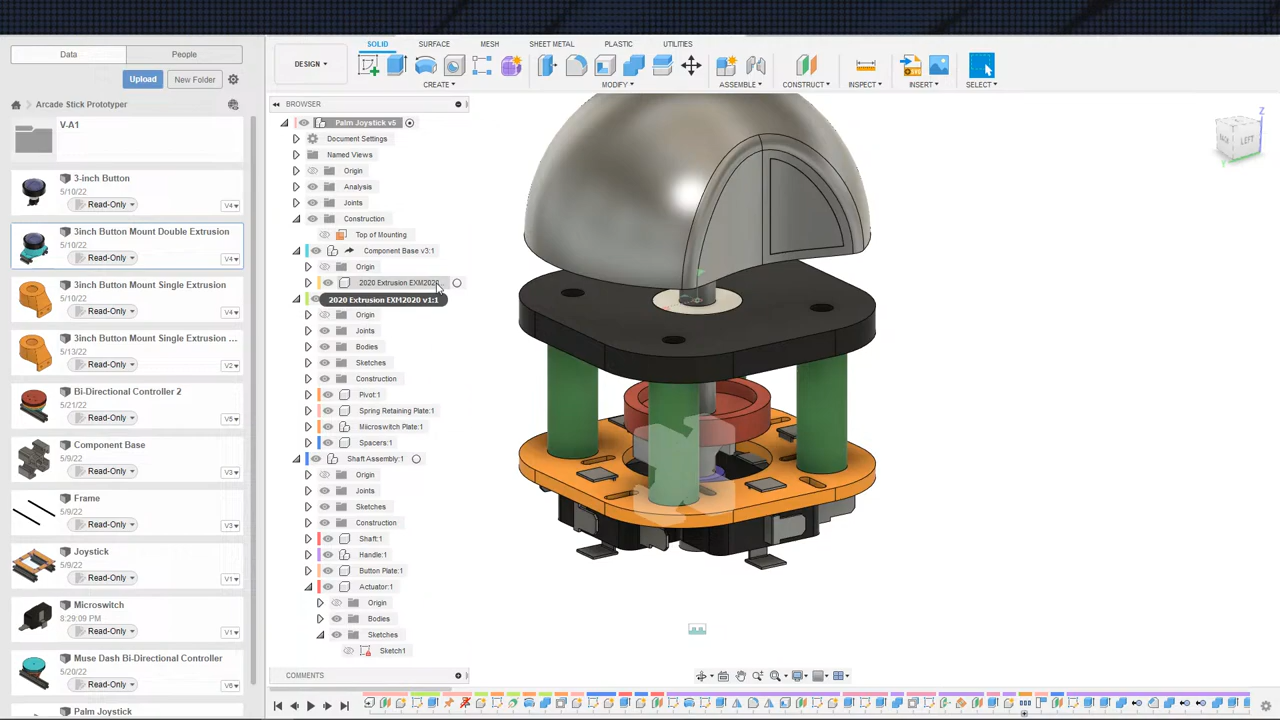 Data People
Upload New Folder
Arcade Stick Prototyper
V-A1
3-inch Button
5/10/22
Read-Only V4
3inch Button Mount Double Extrusion
5/10/22
Read-Only V4
3inch Button Mount Single Extrusion
5/10/22
Read-Only V4
3inch Button Mount Single Extrusion ...
5/13/22
Read-Only V2
Bi-Directional Controller 2
5/21/22
Read-Only
Component Base
5/9/22
Read-Only V3
Frame
5/9/22
Read-Only V3
Joystick
5/9/22
Read-Only V1
Microswitch
8:29:09 PM
Read-Only V1
Muse Dash Bi-Directional Controller
5/20/22
Read-Only
Palm Joystick
SOLID SURFACE MESH SHEET METAL PLASTIC UTILITIES
DESIGN
CREATE MODIFY ASSEMBLE CONSTRUCT INSPECT INSERT SELECT
BROWSER
Palm Joystick v5
Document Settings
Named Views
Origin
Analysis
Joints
Construction
Top of Mounting
Component Base v3:1
Origin
2020 Extrusion EXM2020
2020 Extrusion EXM2020 v1:1
Origin
Joints
Bodies
Sketches
Construction
Pivot:1
Spring Retaining Plate:1
Microswitch Plate:1
Spacers:1
Shaft Assembly:1
Origin
Joints
Sketches
Construction
Shaft:1
Handle:1
Button Plate:1
Actuator:1
Origin
Bodies
Sketches
Sketch1
COMMENTS
Z
BACK LEFT